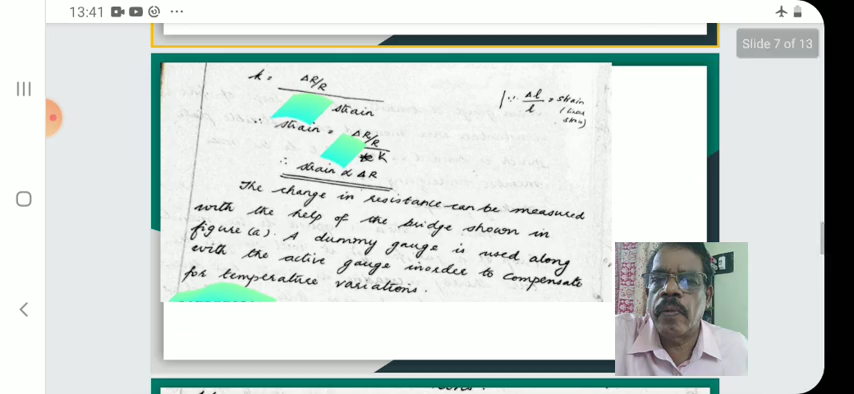 13:41
Slide 7 of 13
k = ΔR/R
strain
∵ Δl/l = strain
∴ strain = ΔR/R
K
∴ strain ∝ ΔR
The change in resistance can be measured
with the help of the bridge shown in
figure (a). A dummy gauge is used along
with the active gauge inorder to compensate
for temperature variations.